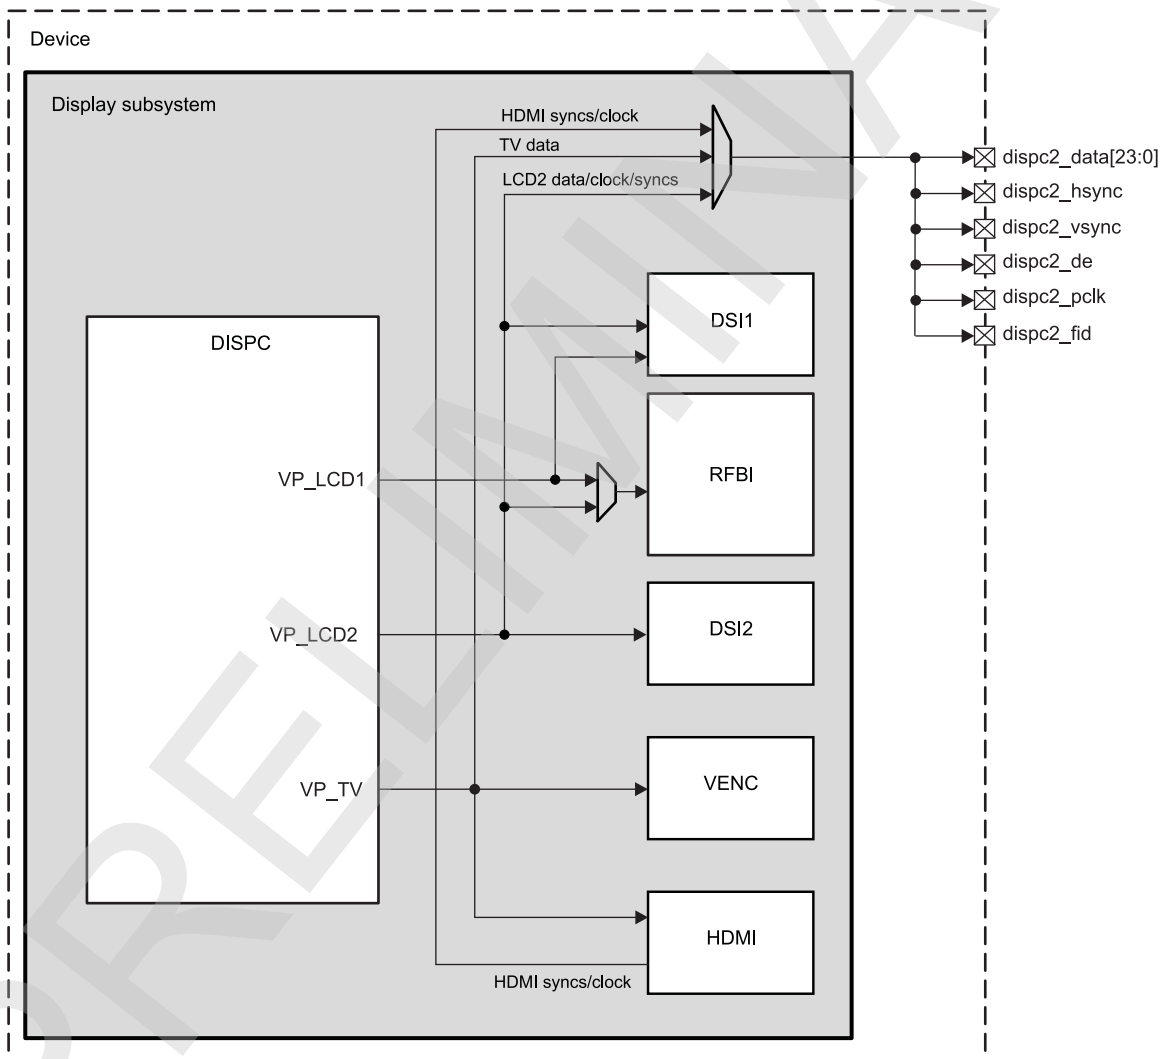 Device
Display subsystem
HDMI syncs/clock
TV data
LCD2 data/clock/syncs
dispc2_data[23:0]
dispc2_hsync
dispc2_vsync
dispc2_de
dispc2_pclk
dispc2_fid
DISPC
VP_LCD1
VP_LCD2
VP_TV
DSI1
RFBI
DSI2
VENC
HDMI
HDMI syncs/clock
PRELIMINA